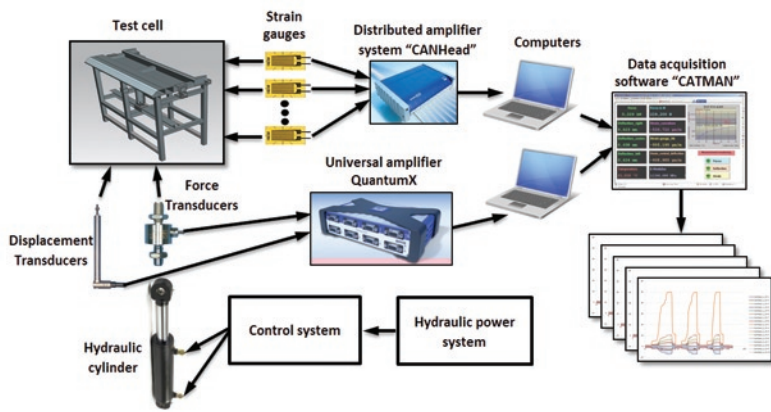 Test cell
Strain
gauges
Distributed amplifier
system “CANHead”
Computers
Data acquisition
software “CATMAN”
Universal amplifier
QuantumX
Force
Transducers
Displacement
Transducers
Hydraulic
cylinder
Control system
Hydraulic power
system